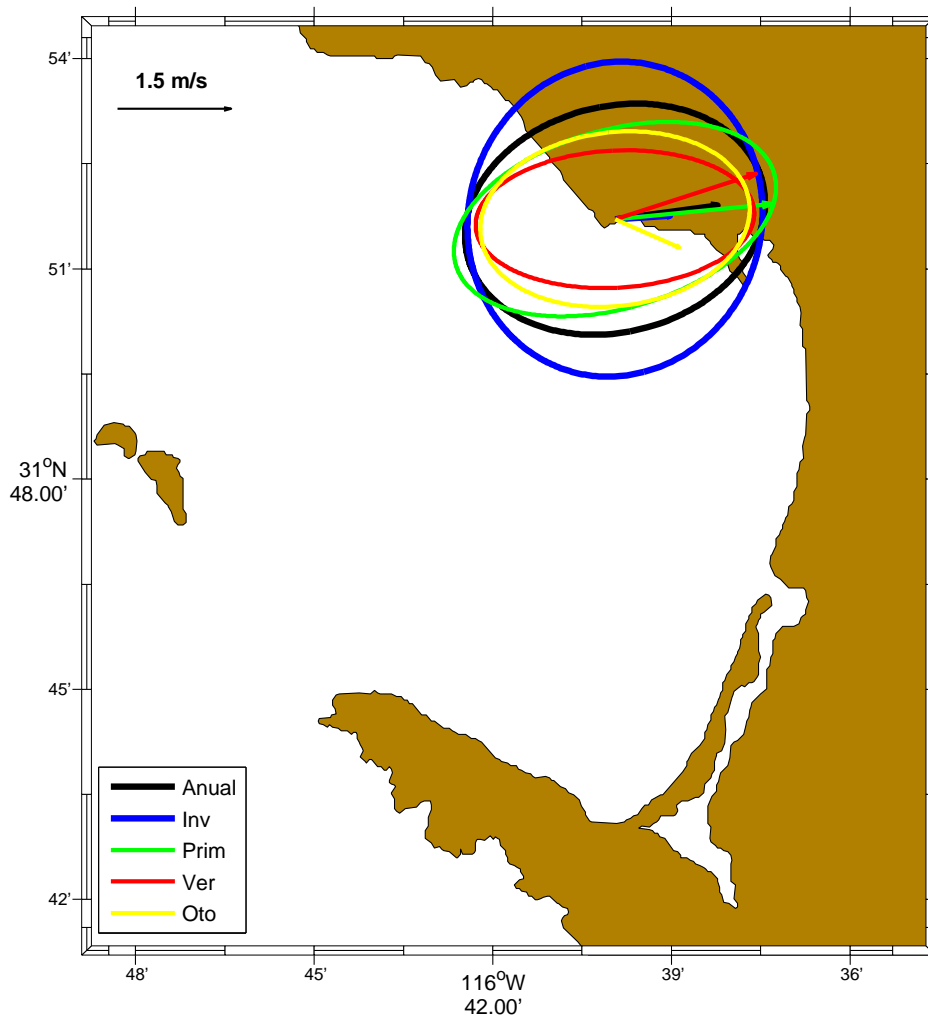 54'
1.5 m/s
51'
31°N
48.00'
45'
42'
Anual
Inv
Prim
Ver
Oto
48'
45'
116°W
42.00'
39'
36'